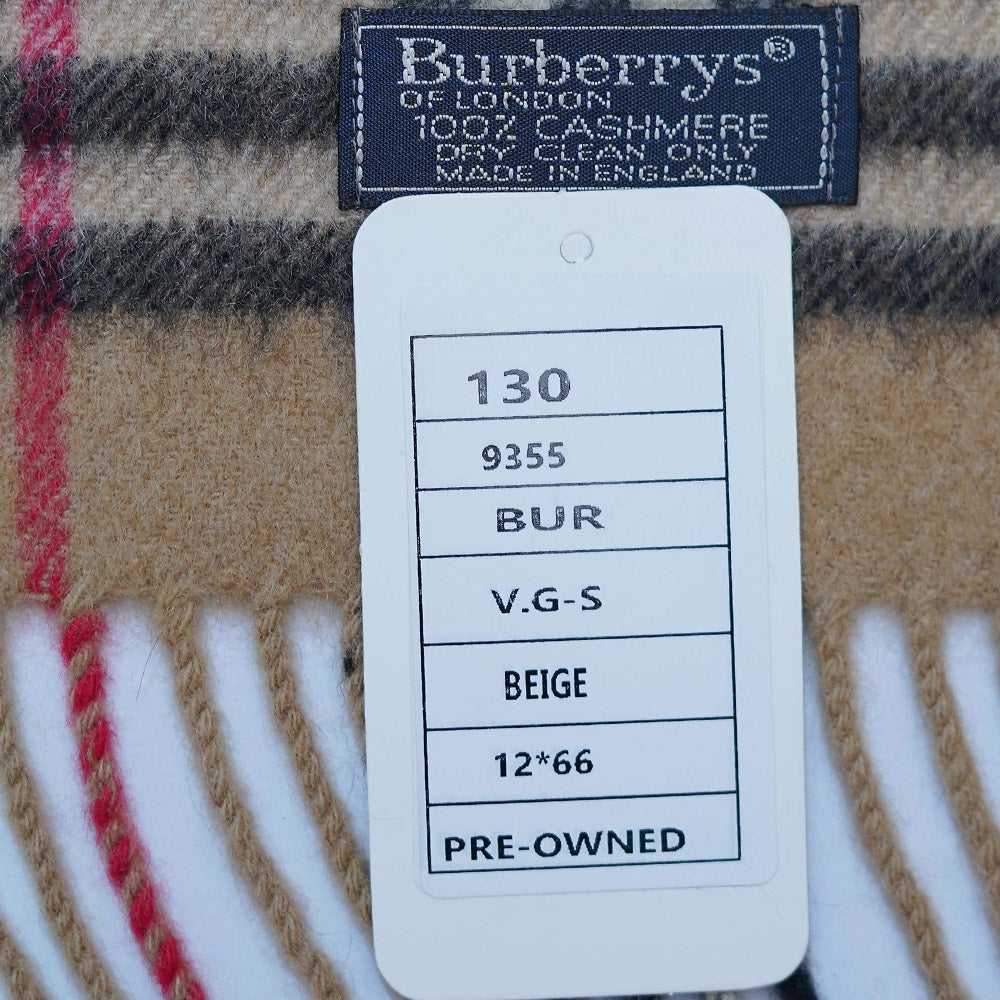 Burberrys®
OF LONDON
100% CASHMERE
DRY CLEAN ONLY
MADE IN ENGLAND
130
9355
BUR
V.G-S
BEIGE
12*66
PRE-OWNED